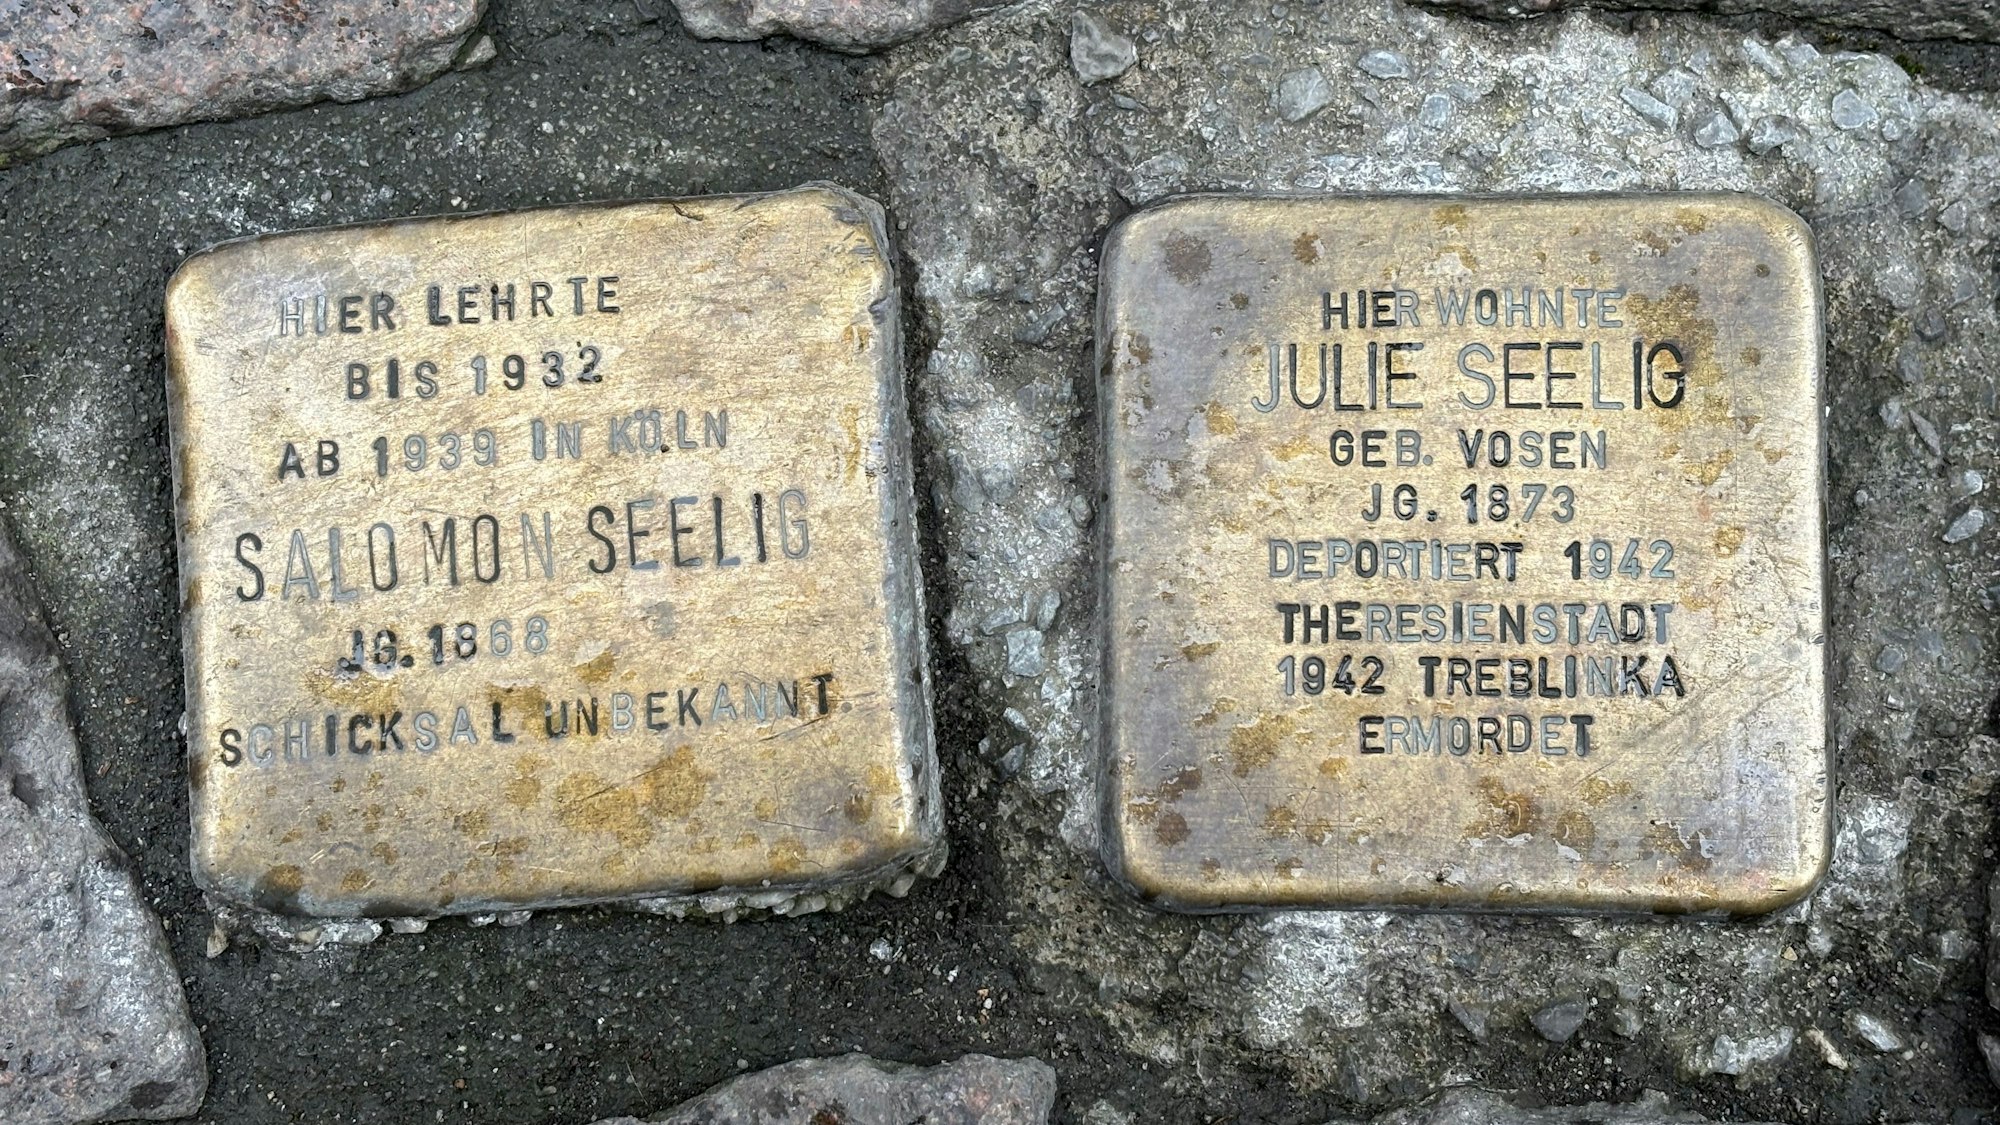 HIER LEHRTE
BIS 1932
AB 1939 IN KÖLN
SALOMON SEELIG
JG. 1868
SCHICKSAL UNBEKANNT.
HIER WOHNTE
JULIE SEELIG
GEB. VOSEN
JG. 1873
DEPORTIERT 1942
THERESIENSTADT
1942 TREBLINKA
ERMORDET